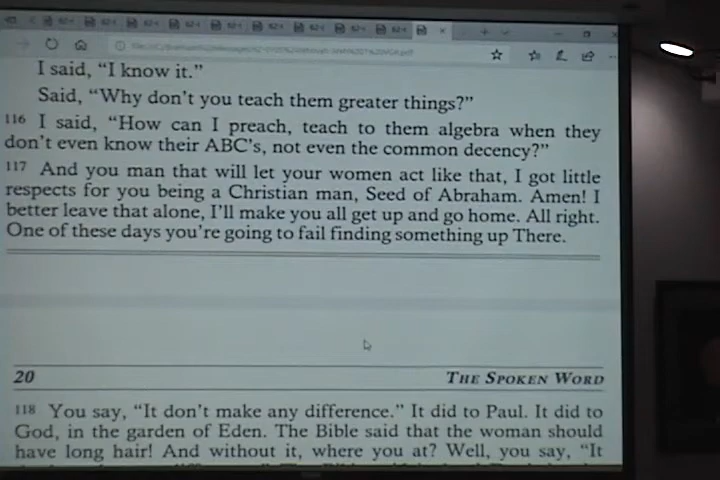 I said, “I know it.”
Said, “Why don’t you teach them greater things?”
116 I said, “How can I preach, teach to them algebra when they
don’t even know their ABC’s, not even the common decency?”
117 And you man that will let your women act like that, I got little
respects for you being a Christian man, Seed of Abraham. Amen! I
better leave that alone, I’ll make you all get up and go home. All right.
One of these days you’re going to fail finding something up There.
20 THE SPOKEN WORD
118 You say, “It don’t make any difference.” It did to Paul. It did to
God, in the garden of Eden. The Bible said that the woman should
have long hair! And without it, where you at? Well, you say, “It